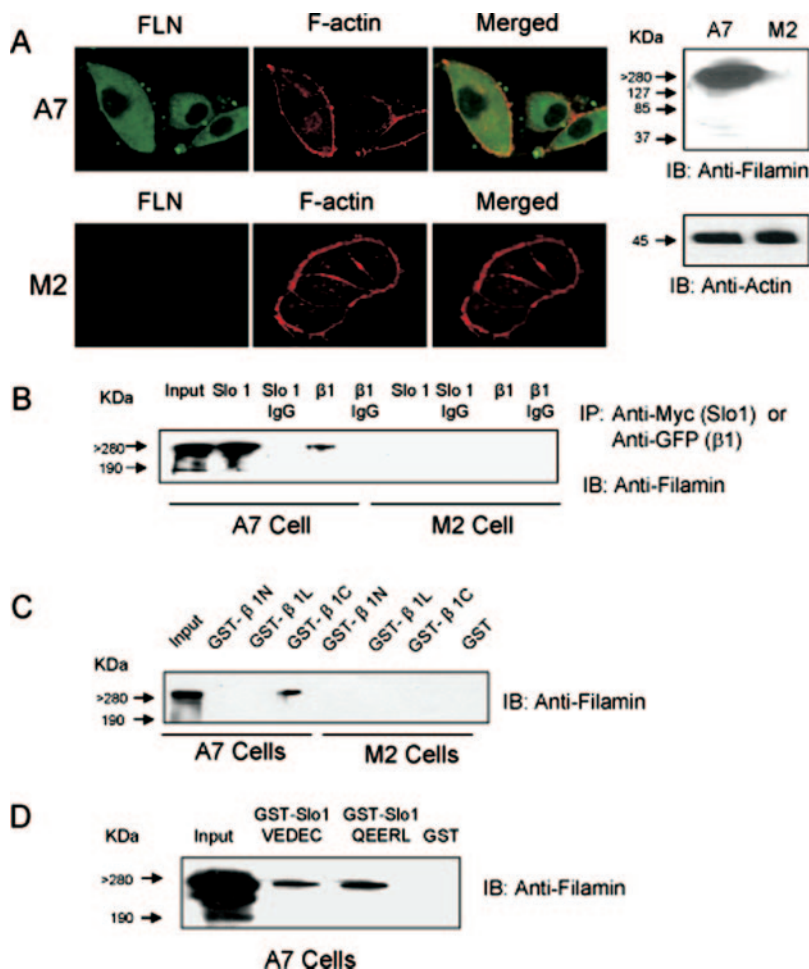 A
FLN F-actin Merged
A7
FLN F-actin Merged
M2
KDa A7 M2
>280
127
85
37
IB: Anti-Filamin
45
IB: Anti-Actin
B
KDa Input Slo 1 Slo 1 IgG β1 β1 IgG Slo 1 Slo 1 IgG β1 β1 IgG
>280
190
A7 Cell M2 Cell
IP: Anti-Myc (Slo1) or
Anti-GFP (β1)
IB: Anti-Filamin
C
KDa Input GST- β 1N GST- β 1L GST- β 1C GST- β 1N GST- β 1L GST- β 1C GST
>280
190
IB: Anti-Filamin
A7 Cells M2 Cells
D
GST-Slo1 GST-Slo1
KDa Input VEDEC QEERL GST
>280
190
IB: Anti-Filamin
A7 Cells